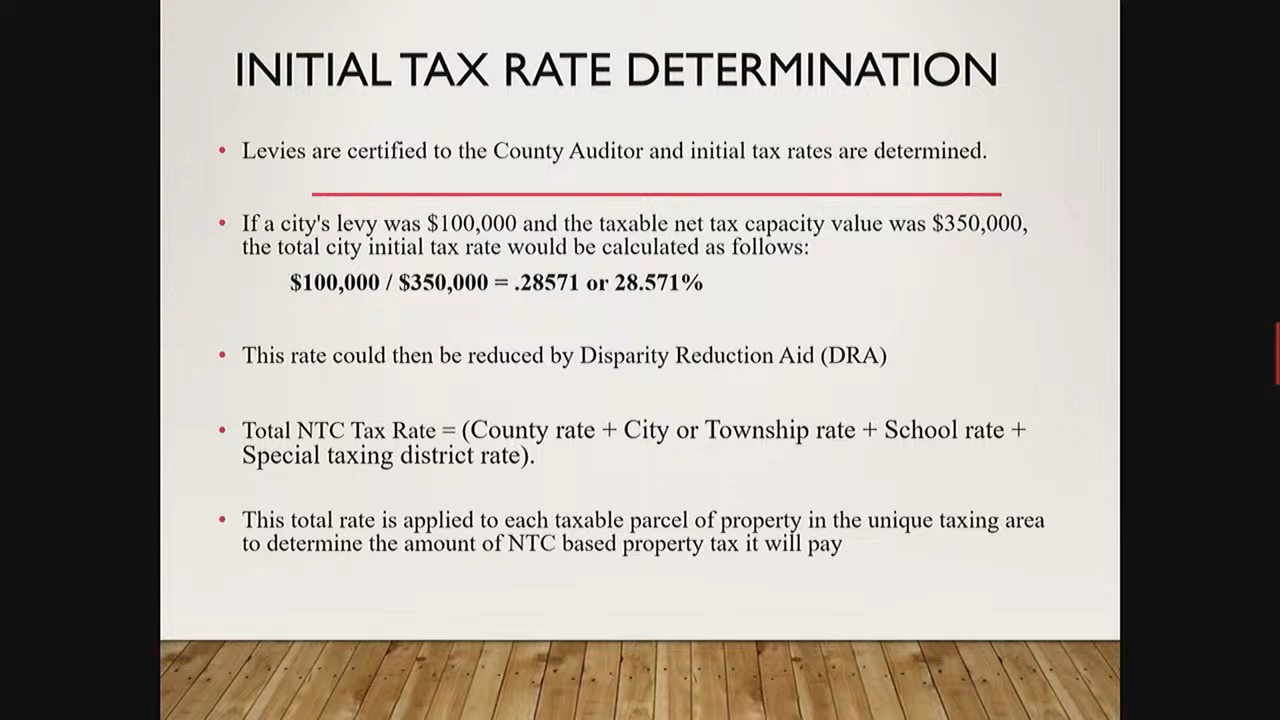 INITIAL TAX RATE DETERMINATION
• Levies are certified to the County Auditor and initial tax rates are determined.
• If a city's levy was $100,000 and the taxable net tax capacity value was $350,000,
the total city initial tax rate would be calculated as follows:
$100,000 / $350,000 = .28571 or 28.571%
• This rate could then be reduced by Disparity Reduction Aid (DRA)
• Total NTC Tax Rate = (County rate + City or Township rate + School rate +
Special taxing district rate).
• This total rate is applied to each taxable parcel of property in the unique taxing area
to determine the amount of NTC based property tax it will pay